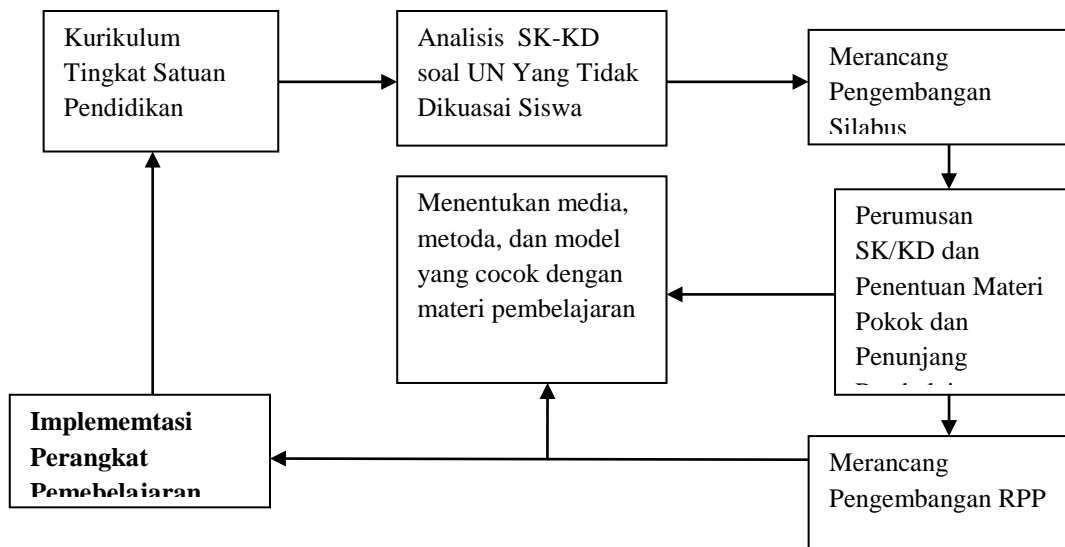 Kurikulum
Tingkat Satuan
Pendidikan
Analisis SK-KD
soal UN Yang Tidak
Dikuasai Siswa
Merancang
Pengembangan
Silabus
Menentukan media,
metoda, dan model
yang cocok dengan
materi pembelajaran
Perumusan
SK/KD dan
Penentuan Materi
Pokok dan
Penunjang
Implememtasi
Perangkat
Pemebelajaran
Merancang
Pengembangan RPP